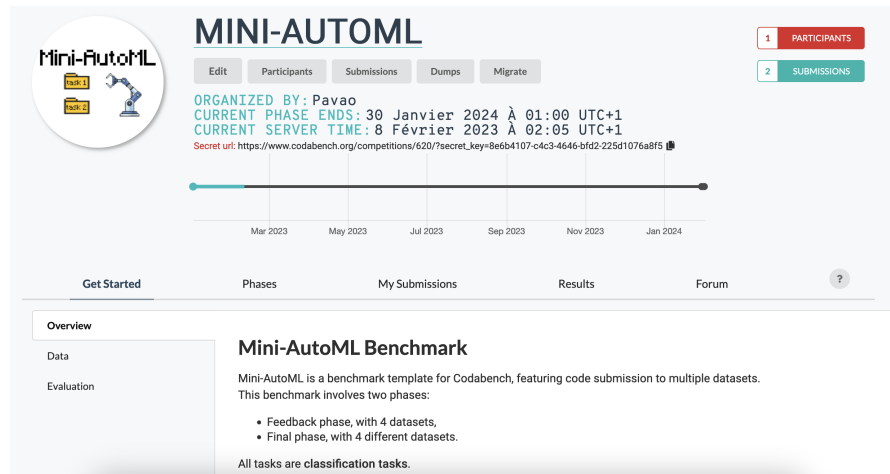 Mini-AutoML
task 1
task 2
MINI-AUTOML
1 PARTICIPANTS
2 SUBMISSIONS
Edit Participants Submissions Dumps Migrate
ORGANIZED BY: Pavao
CURRENT PHASE ENDS: 30 Janvier 2024 À 01:00 UTC+1
CURRENT SERVER TIME: 8 Février 2023 À 02:05 UTC+1
Secret url: https://www.codabench.org/competitions/620/?secret_key=8e6b4107-c4c3-4646-bfd2-225d1076a8f5
Mar 2023 May 2023 Jul 2023 Sep 2023 Nov 2023 Jan 2024
Get Started Phases My Submissions Results Forum ?
Overview
Data
Evaluation
Mini-AutoML Benchmark
Mini-AutoML is a benchmark template for Codabench, featuring code submission to multiple datasets.
This benchmark involves two phases:
• Feedback phase, with 4 datasets,
• Final phase, with 4 different datasets.
All tasks are classification tasks.